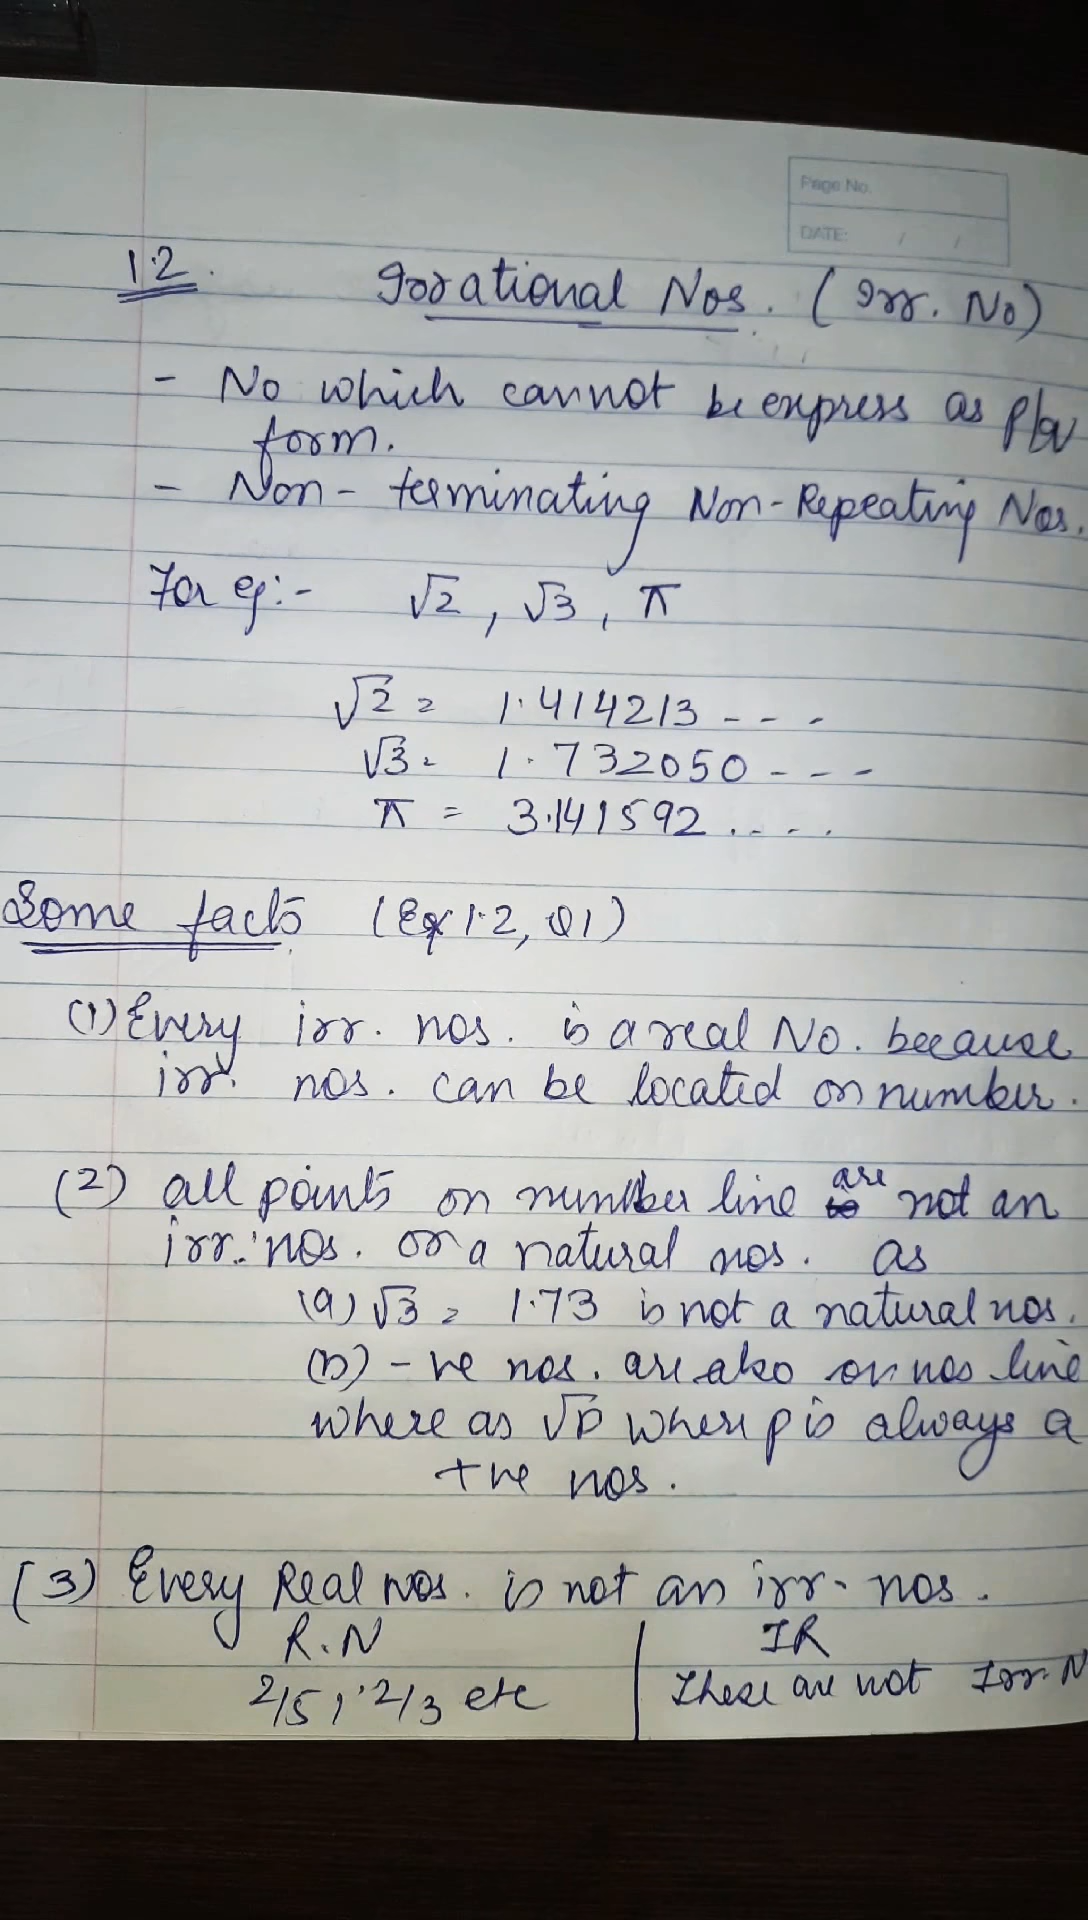 Page No.
DATE: / /
1.2. Irrational Nos. (Irr. No)
- No which cannot be express as p/q
form.
- Non-terminating Non-Repeating Nos.
For eg:- √2, √3, π
√2 = 1.414213 - - -
√3 = 1.732050 - - -
π = 3.141592 . . . .
Some facts (Ex 1.2, Q1)
(1) Every irr. nos. is a real No. because
irr. nos. can be located on number.
(2) all points on number line are not an
irr. nos. or a natural nos. as
(a) √3 = 1.73 is not a natural nos.
(b) -ve nos. are also on nos line
where as √p where p is always a
+ve nos.
(3) Every Real nos. is not an irr. nos.
R.N | IR
2/5, 2/3 etc | These are not Irr. N